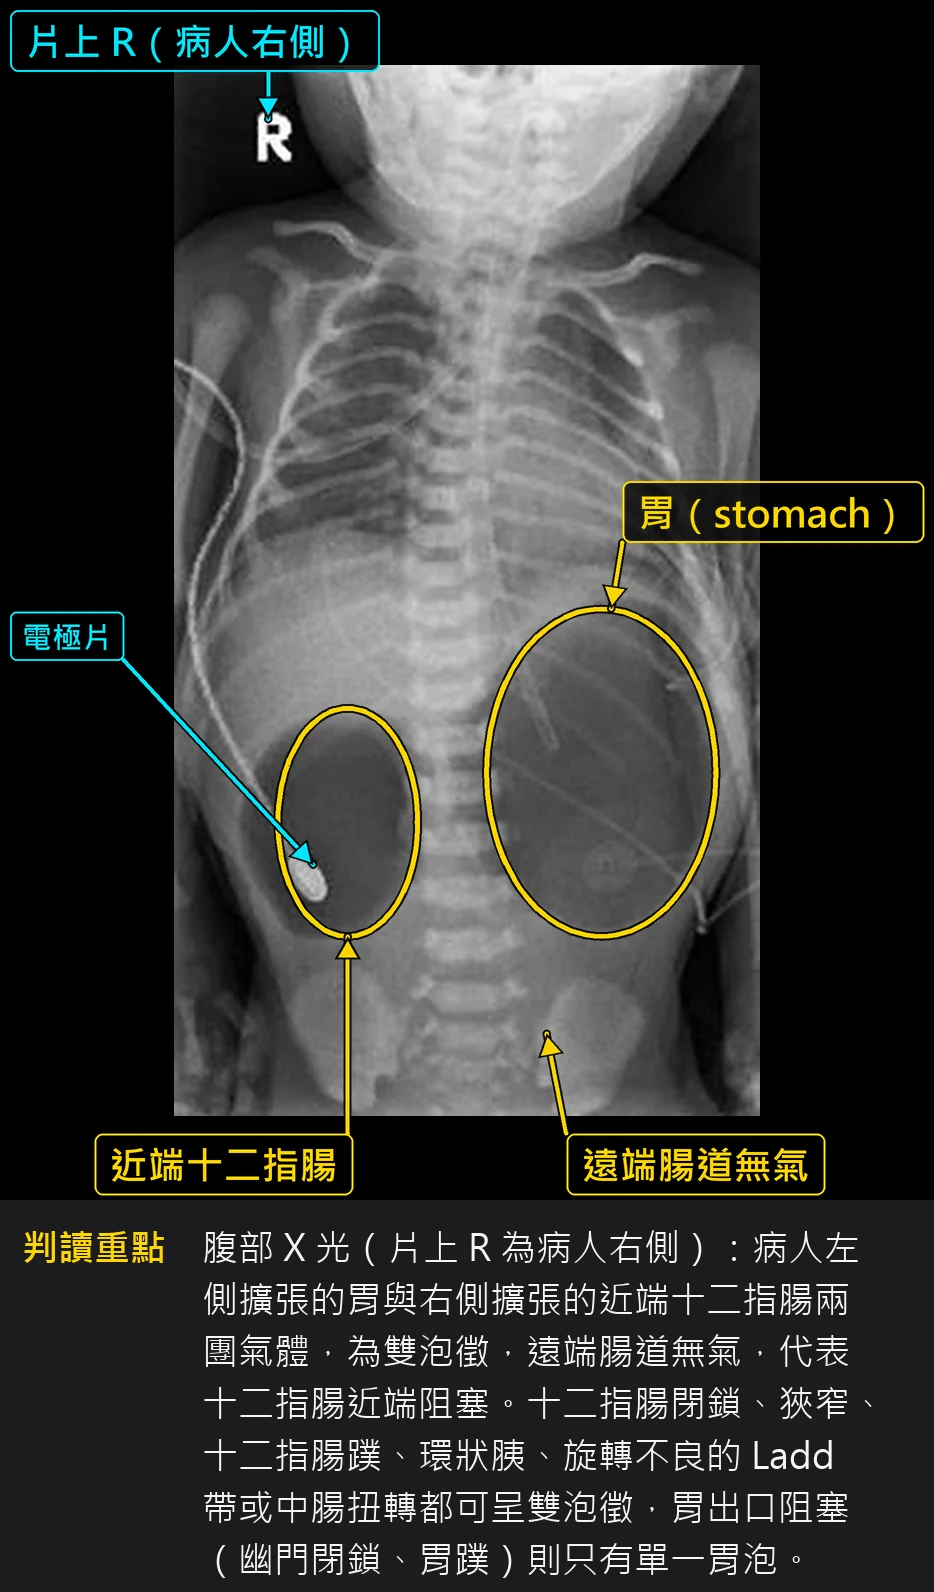 片上 R（病人右側）
R
胃（stomach）
電極片
近端十二指腸
遠端腸道無氣
判讀重點
腹部 X 光（片上 R 為病人右側）：病人左
側擴張的胃與右側擴張的近端十二指腸兩
團氣體，為雙泡徵，遠端腸道無氣，代表
十二指腸近端阻塞。十二指腸閉鎖、狹窄、
十二指腸蹼、環狀胰、旋轉不良的 Ladd
帶或中腸扭轉都可呈雙泡徵，胃出口阻塞
（幽門閉鎖、胃蹼）則只有單一胃泡。